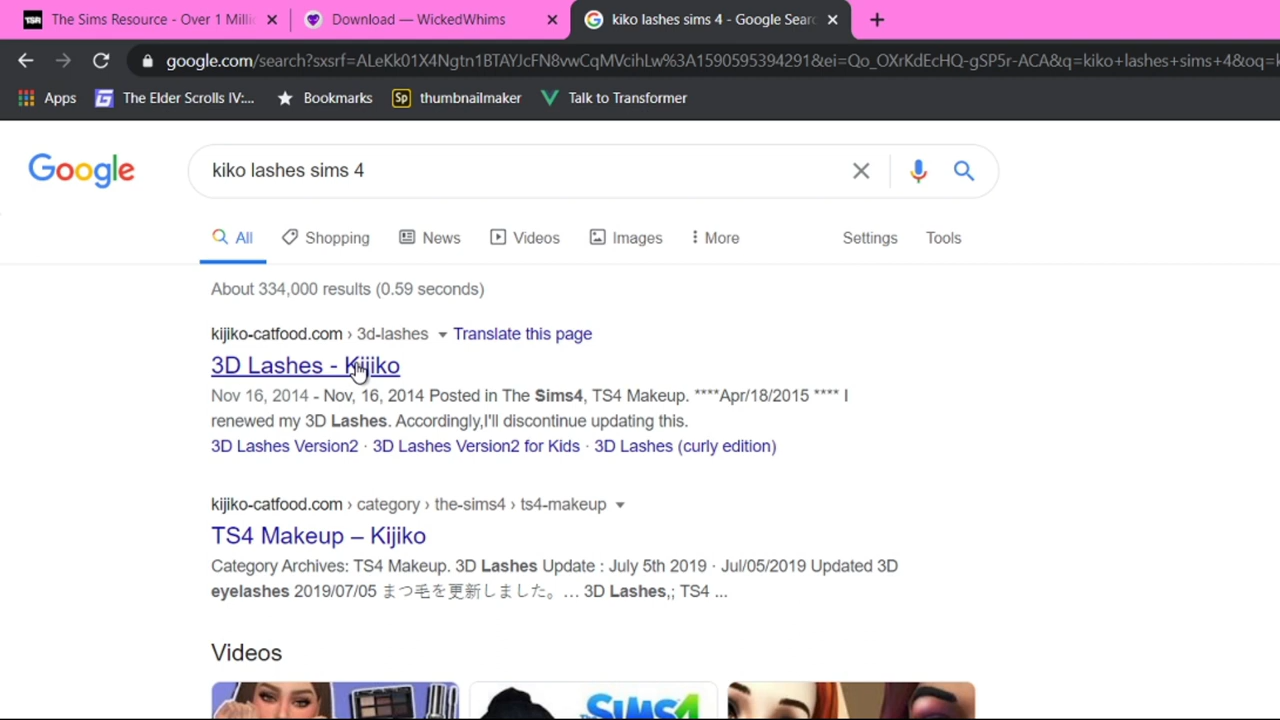 The Sims Resource - Over 1 Milli
Download — WickedWhims
kiko lashes sims 4 - Google Sear
google.com/search?sxsrf=ALeKk01X4Ngtn1BTAYJcFN8vwCqMVcihLw%3A1590595394291&ei=Qo_OXrKdEcHQ-gSP5r-ACA&q=kiko+lashes+sims+4&oq=k
Apps
The Elder Scrolls IV:...
Bookmarks
Sp thumbnailmaker
Talk to Transformer
Google
kiko lashes sims 4
All
Shopping
News
Videos
Images
More
Settings
Tools
About 334,000 results (0.59 seconds)
kijiko-catfood.com › 3d-lashes Translate this page
3D Lashes - Kijiko
Nov 16, 2014 - Nov, 16, 2014 Posted in The Sims4, TS4 Makeup. ****Apr/18/2015 **** I
renewed my 3D Lashes. Accordingly,I'll discontinue updating this.
3D Lashes Version2 · 3D Lashes Version2 for Kids · 3D Lashes (curly edition)
kijiko-catfood.com › category › the-sims4 › ts4-makeup
TS4 Makeup – Kijiko
Category Archives: TS4 Makeup. 3D Lashes Update : July 5th 2019 · Jul/05/2019 Updated 3D
eyelashes 2019/07/05 まつ毛を更新しました。... 3D Lashes,; TS4 ...
Videos
SIMS4